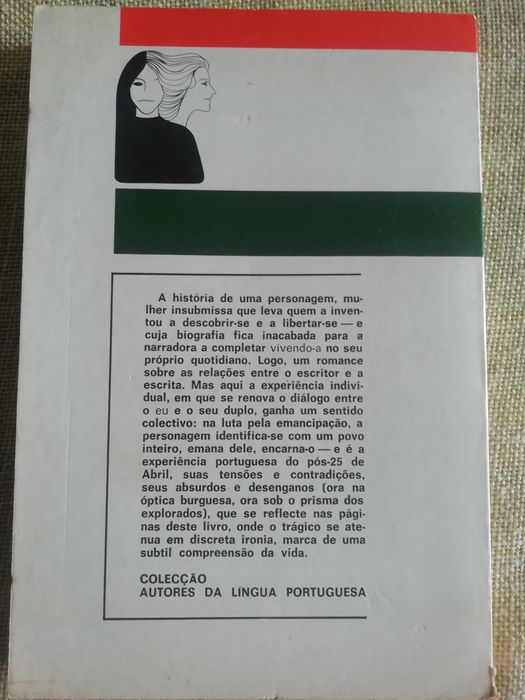 A história de uma personagem, mu-
lher insubmissa que leva quem a inven-
tou a descobrir-se e a libertar-se — e
cuja biografia fica inacabada para a
narradora a completar vivendo-a no seu
próprio quotidiano. Logo, um romance
sobre as relações entre o escritor e a
escrita. Mas aqui a experiência indivi-
dual, em que se renova o diálogo entre
o eu e o seu duplo, ganha um sentido
colectivo: na luta pela emancipação, a
personagem identifica-se com um povo
inteiro, emana dele, encarna-o — e é a
experiência portuguesa do pós-25 de
Abril, suas tensões e contradições,
seus absurdos e desenganos (ora na
óptica burguesa, ora sob o prisma dos
explorados), que se reflecte nas pági-
nas deste livro, onde o trágico se ate-
nua em discreta ironia, marca de uma
subtil compreensão da vida.
COLECÇÃO
AUTORES DA LÍNGUA PORTUGUESA